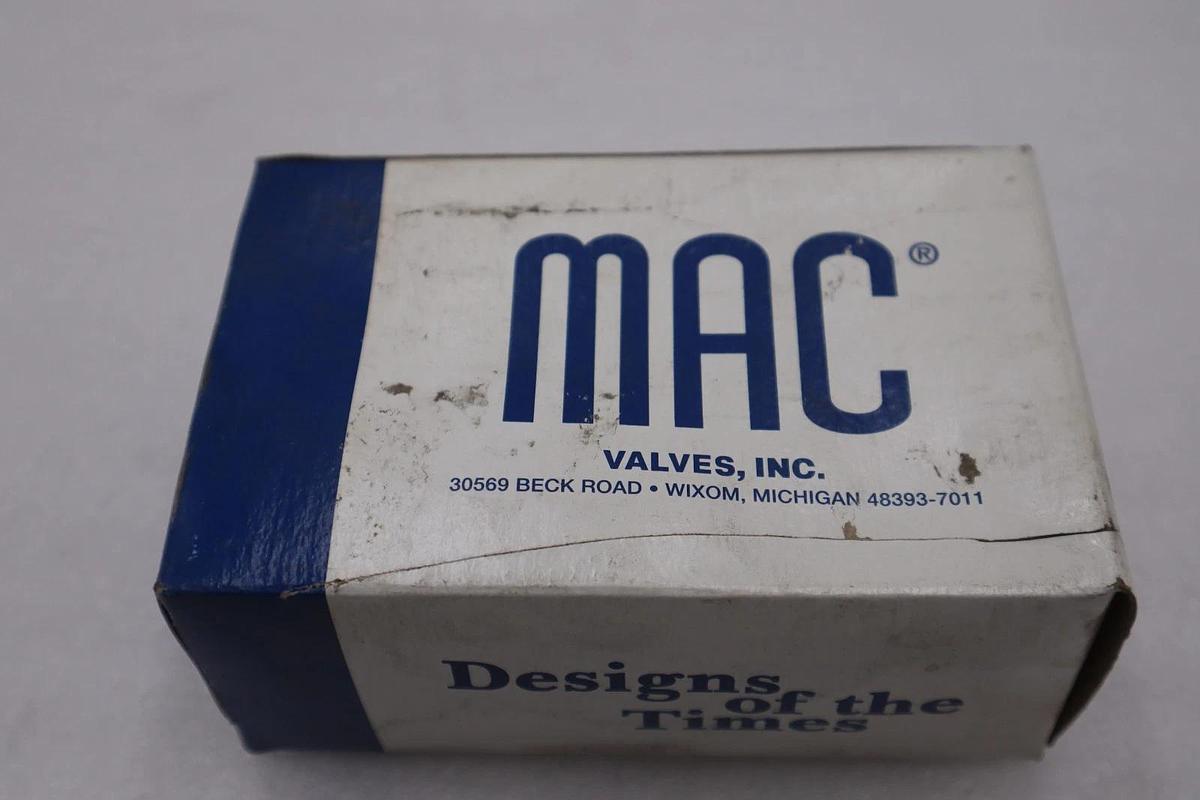 MAC®
VALVES, INC.
30569 BECK ROAD • WIXOM, MICHIGAN 48393-7011
Designs
of the
Times